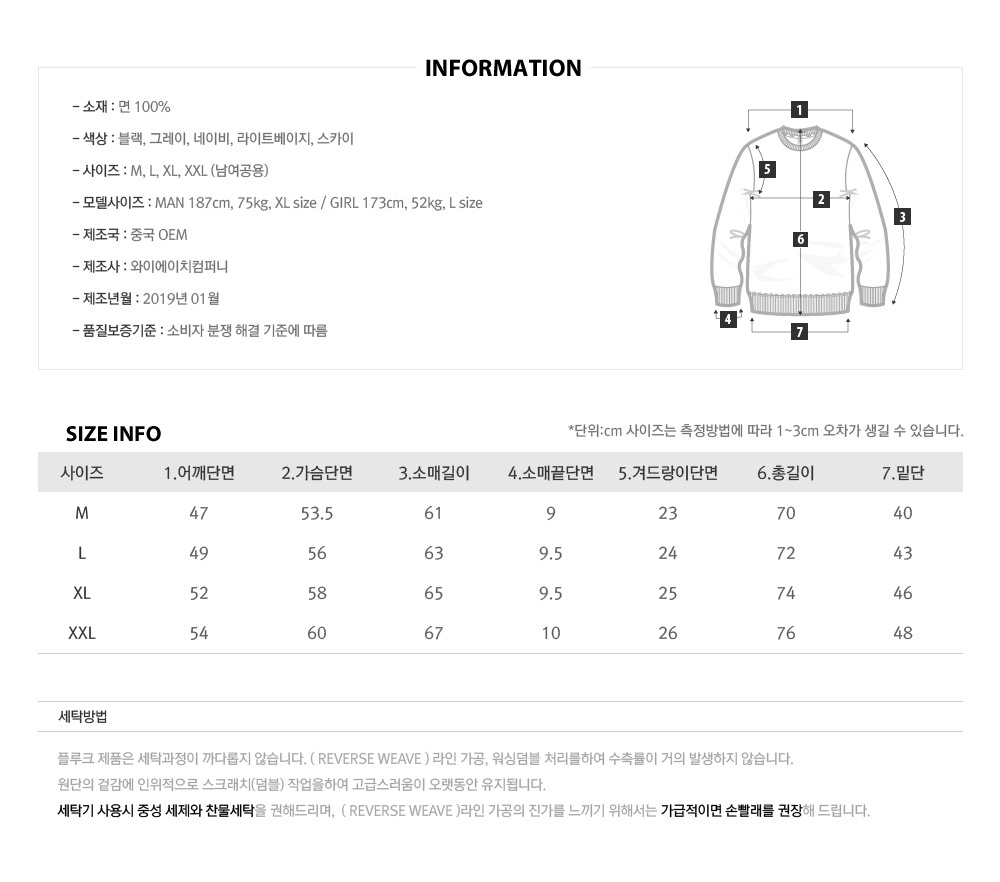 INFORMATION
- 소재 : 면 100%
- 색상 : 블랙, 그레이, 네이비, 라이트베이지, 스카이
- 사이즈 : M, L, XL, XXL (남여공용)
- 모델사이즈 : MAN 187cm, 75kg, XL size / GIRL 173cm, 52kg, L size
- 제조국 : 중국 OEM
- 제조사 : 와이에이치컴퍼니
- 제조년월 : 2019년 01월
- 품질보증기준 : 소비자 분쟁 해결 기준에 따름
1
5
2
3
6
4
7
SIZE INFO
*단위:cm 사이즈는 측정방법에 따라 1~3cm 오차가 생길 수 있습니다.
사이즈 1.어깨단면 2.가슴단면 3.소매길이 4.소매끝단면 5.겨드랑이단면 6.총길이 7.밑단
M 47 53.5 61 9 23 70 40
L 49 56 63 9.5 24 72 43
XL 52 58 65 9.5 25 74 46
XXL 54 60 67 10 26 76 48
세탁방법
플루크 제품은 세탁과정이 까다롭지 않습니다. ( REVERSE WEAVE ) 라인 가공, 워싱덤블 처리를하여 수축률이 거의 발생하지 않습니다.
원단의 겉감에 인위적으로 스크래치(덤블) 작업을하여 고급스러움이 오랫동안 유지됩니다.
세탁기 사용시 중성 세제와 찬물세탁을 권해드리며, ( REVERSE WEAVE )라인 가공의 진가를 느끼기 위해서는 가급적이면 손빨래를 권장해 드립니다.